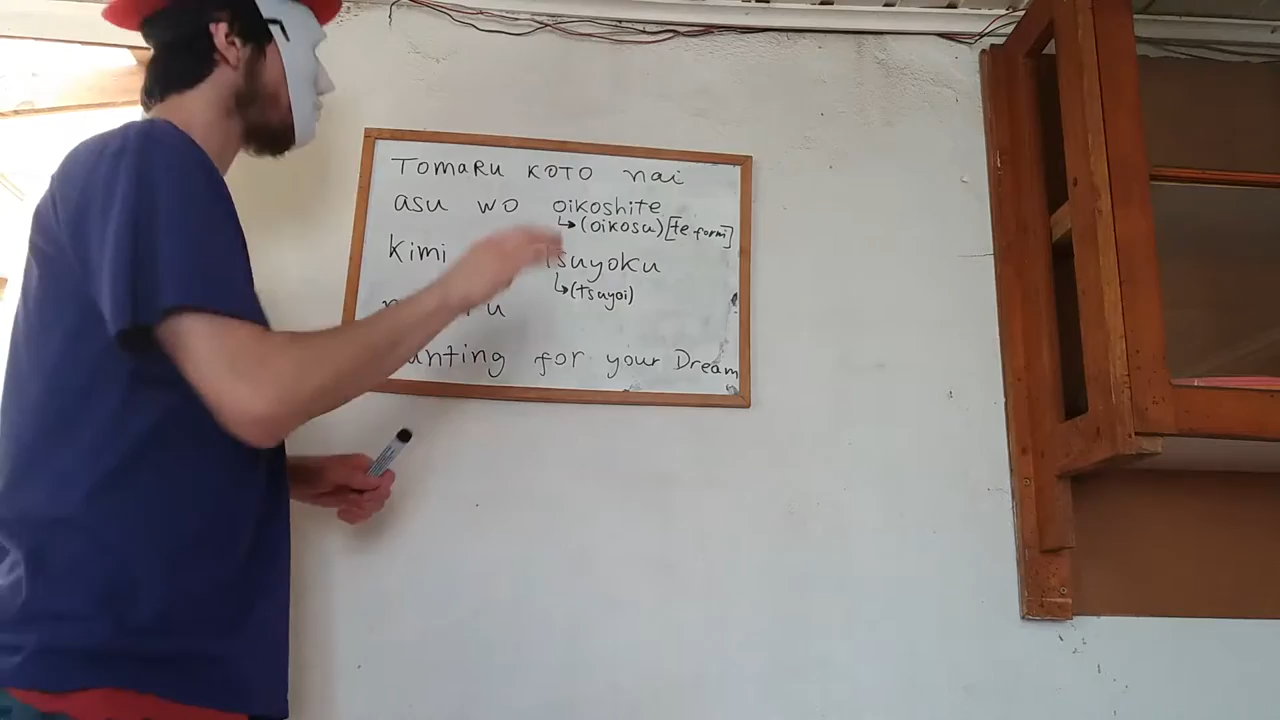 Tomaru koto nai
asu wo oikoshite
↳(oikosu)[te form]
kimi tsuyoku
↳(tsuyoi)
for your Dream